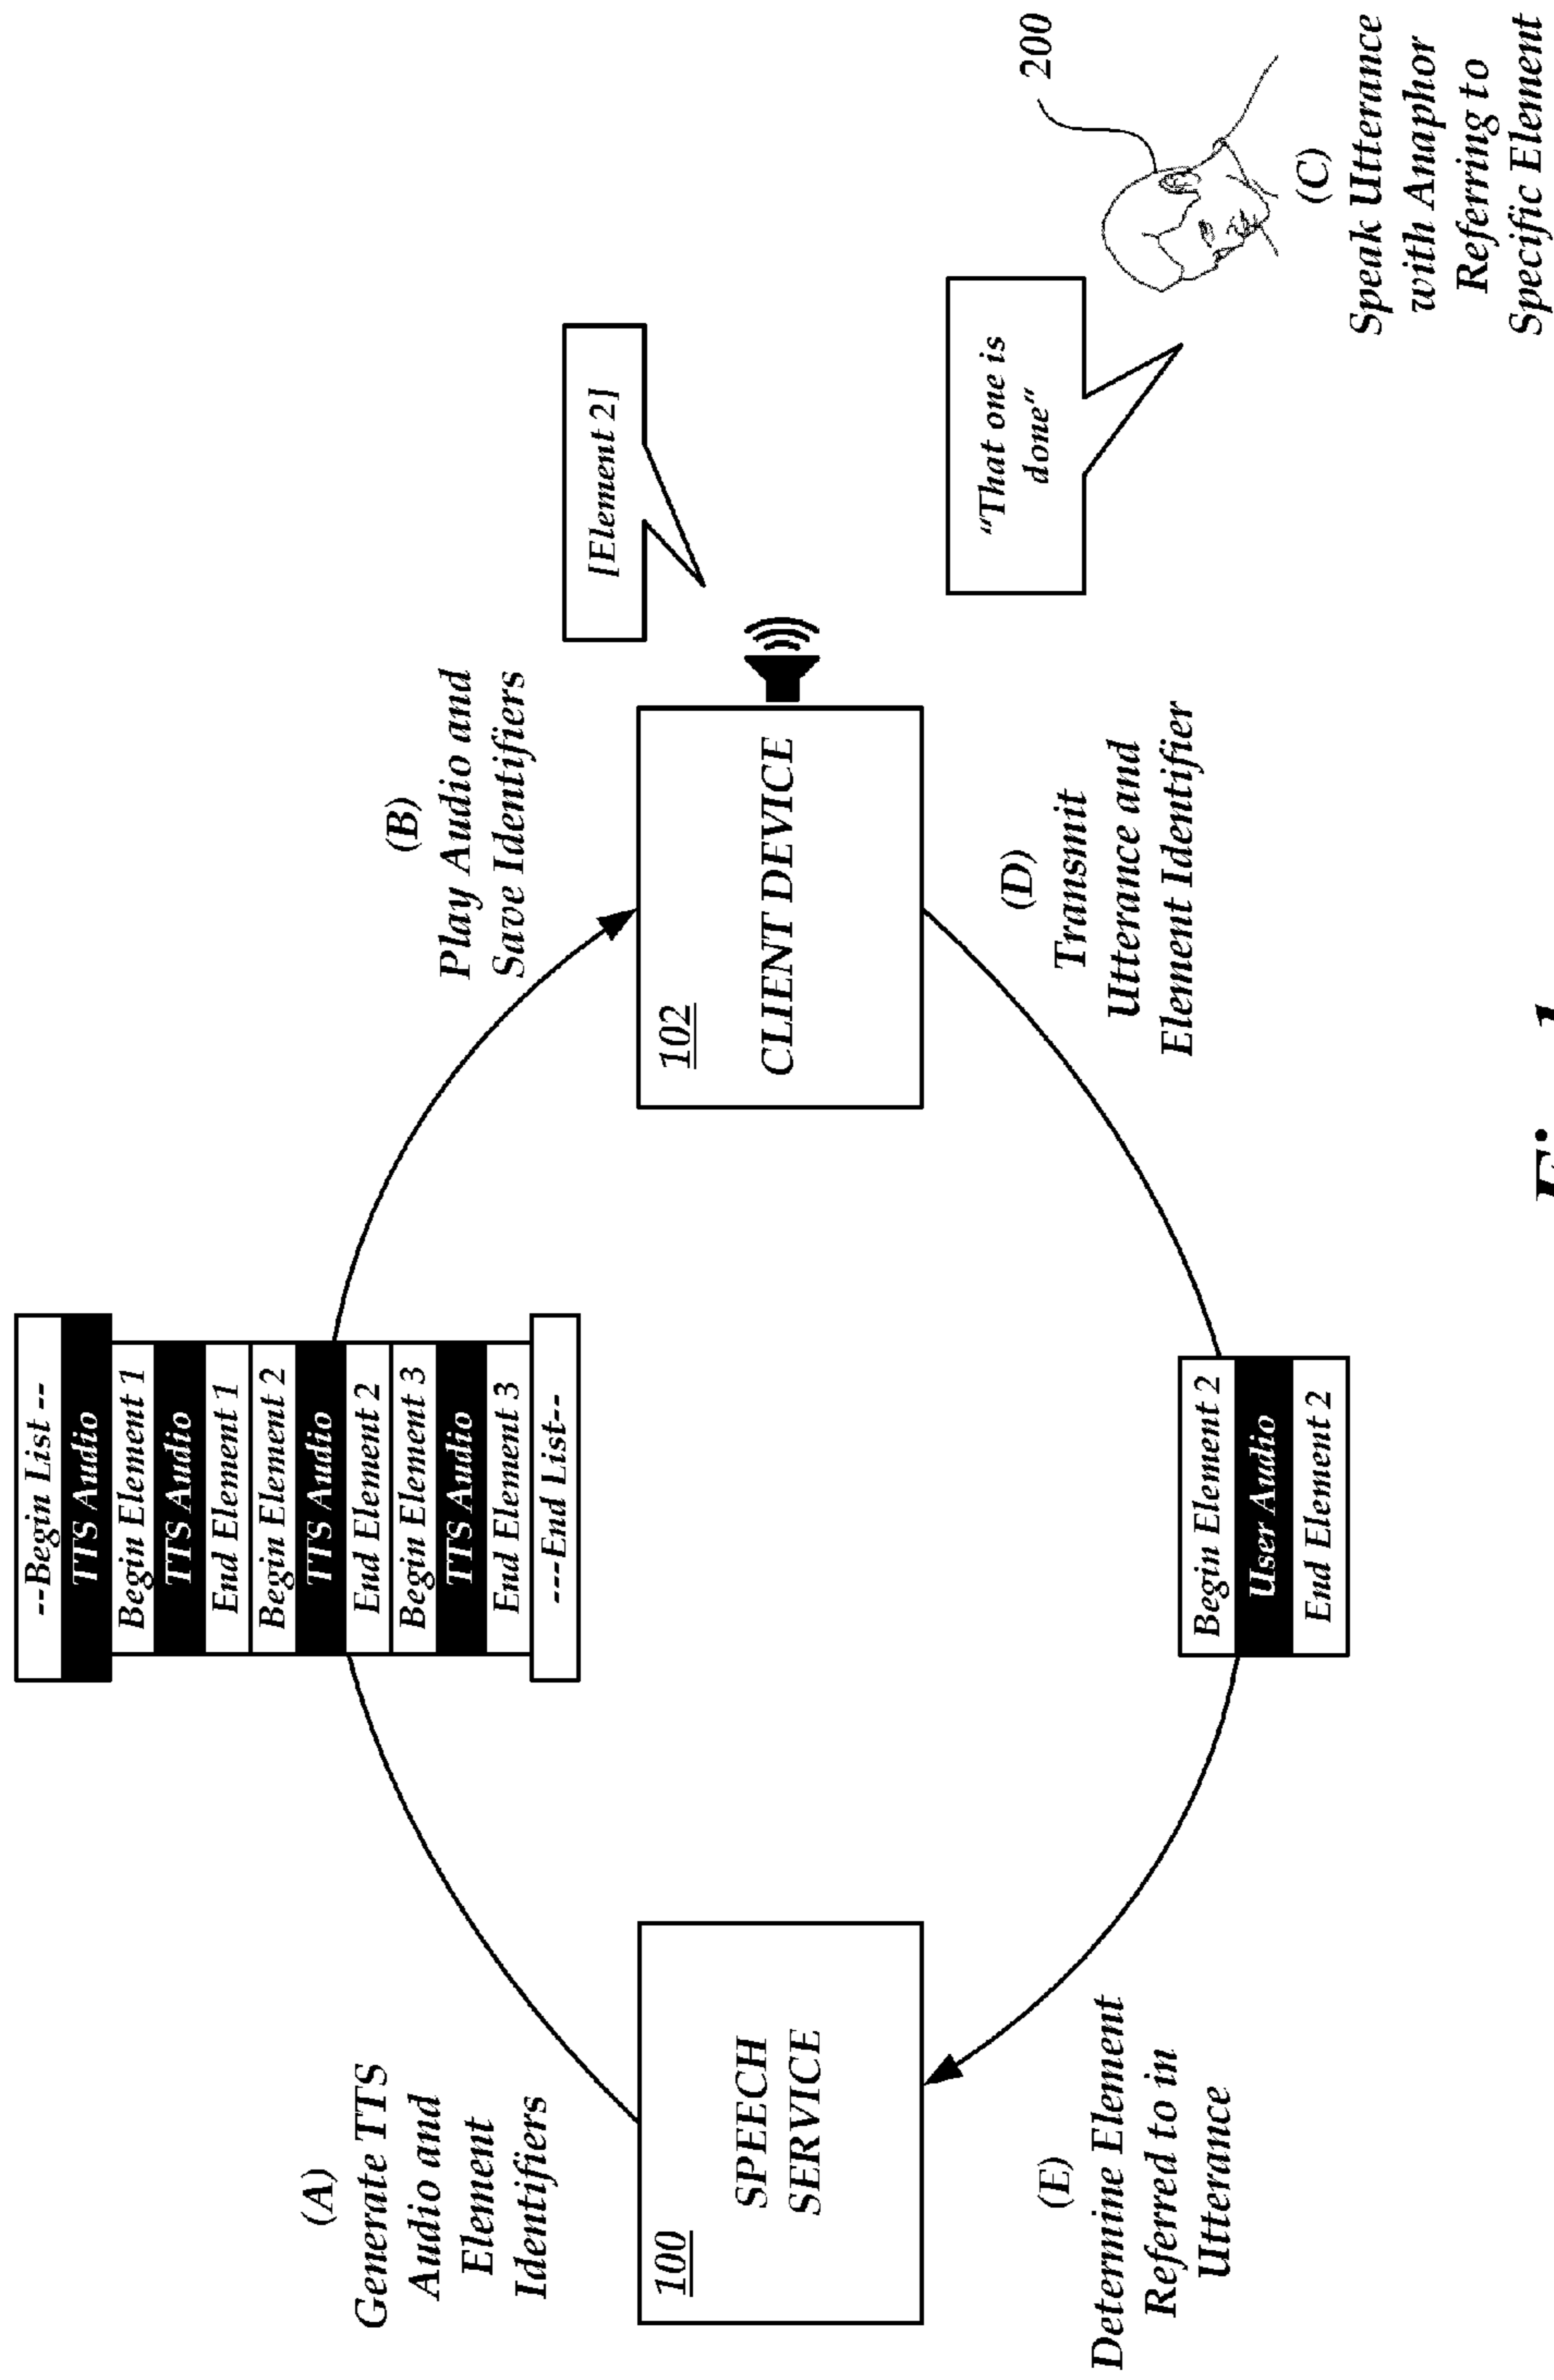 --Begin List --
TTS Audio
Begin Element 1
TTS Audio
End Element 1
Begin Element 2
TTS Audio
End Element 2
Begin Element 3
TTS Audio
End Element 3
---End List--
(A)
Generate TTS
Audio and
Element
Identifiers
(B)
Play Audio and
Save Identifiers
[Element 2]
100
SPEECH
SERVICE
102
CLIENT DEVICE
"That one is
done"
200
(C)
Speak Utterance
with Anaphor
Referring to
Specific Element
(D)
Transmit
Utterance and
Element Identifier
(E)
Determine Element
Referred to in
Utterance
Begin Element 2
User Audio
End Element 2